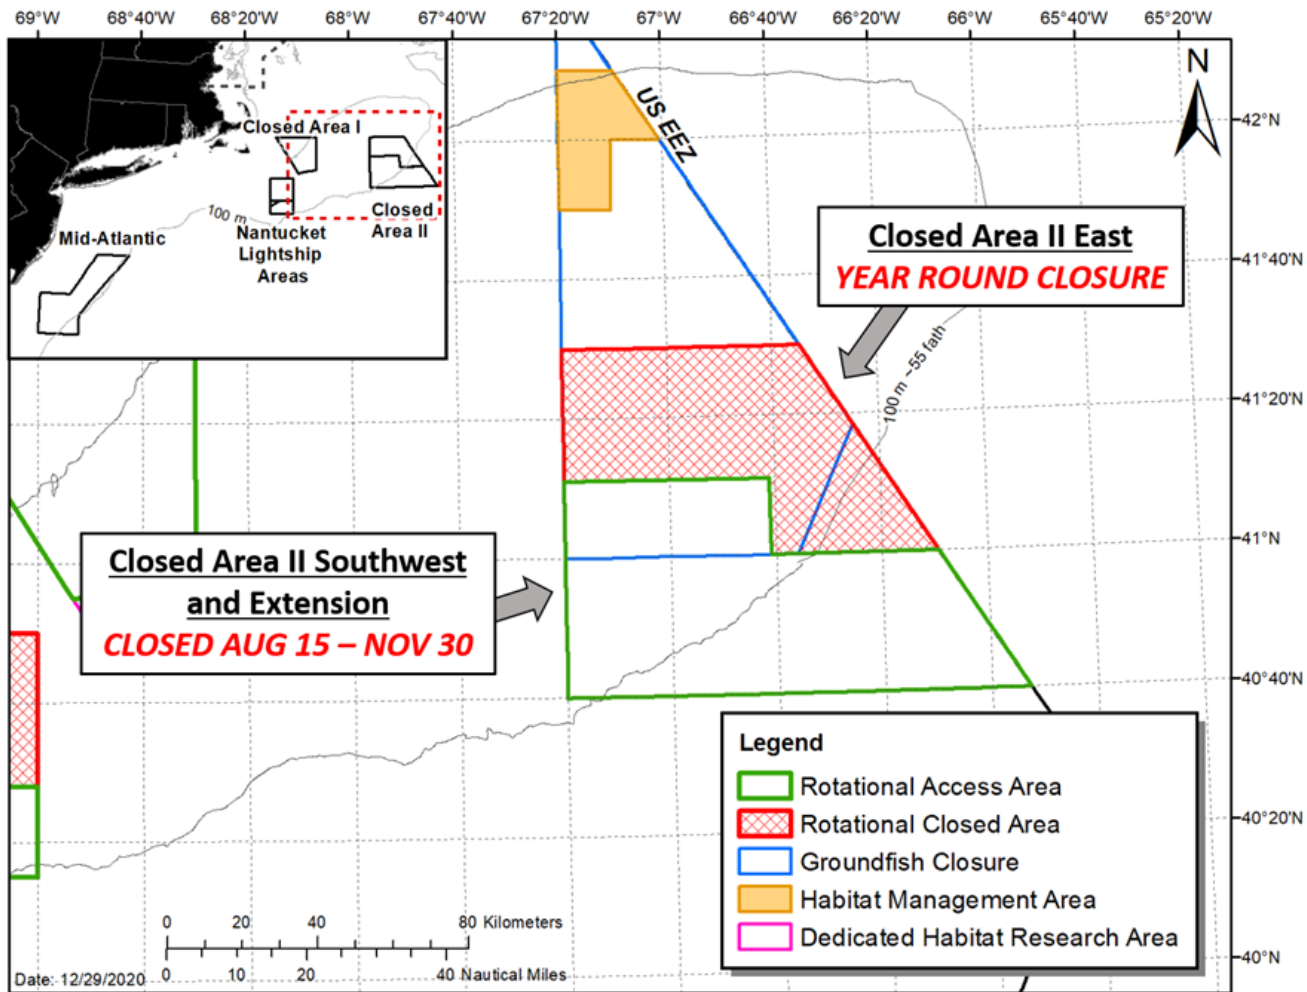 69°W 68°40'W 68°20'W 68°W 67°40'W 67°20'W 67°W 66°40'W 66°20'W 66°W 65°40'W 65°20'W
N
42°N
41°40'N
41°20'N
41°N
40°40'N
40°20'N
40°N
Closed Area I
100 m
Closed
Area II
Nantucket
Lightship
Areas
Mid-Atlantic
US EEZ
Closed Area II East
YEAR ROUND CLOSURE
100 m ~55 fath
Closed Area II Southwest
and Extension
CLOSED AUG 15 – NOV 30
Legend
Rotational Access Area
Rotational Closed Area
Groundfish Closure
Habitat Management Area
Dedicated Habitat Research Area
0 20 40 80 Kilometers
0 10 20 40 Nautical Miles
Date: 12/29/2020